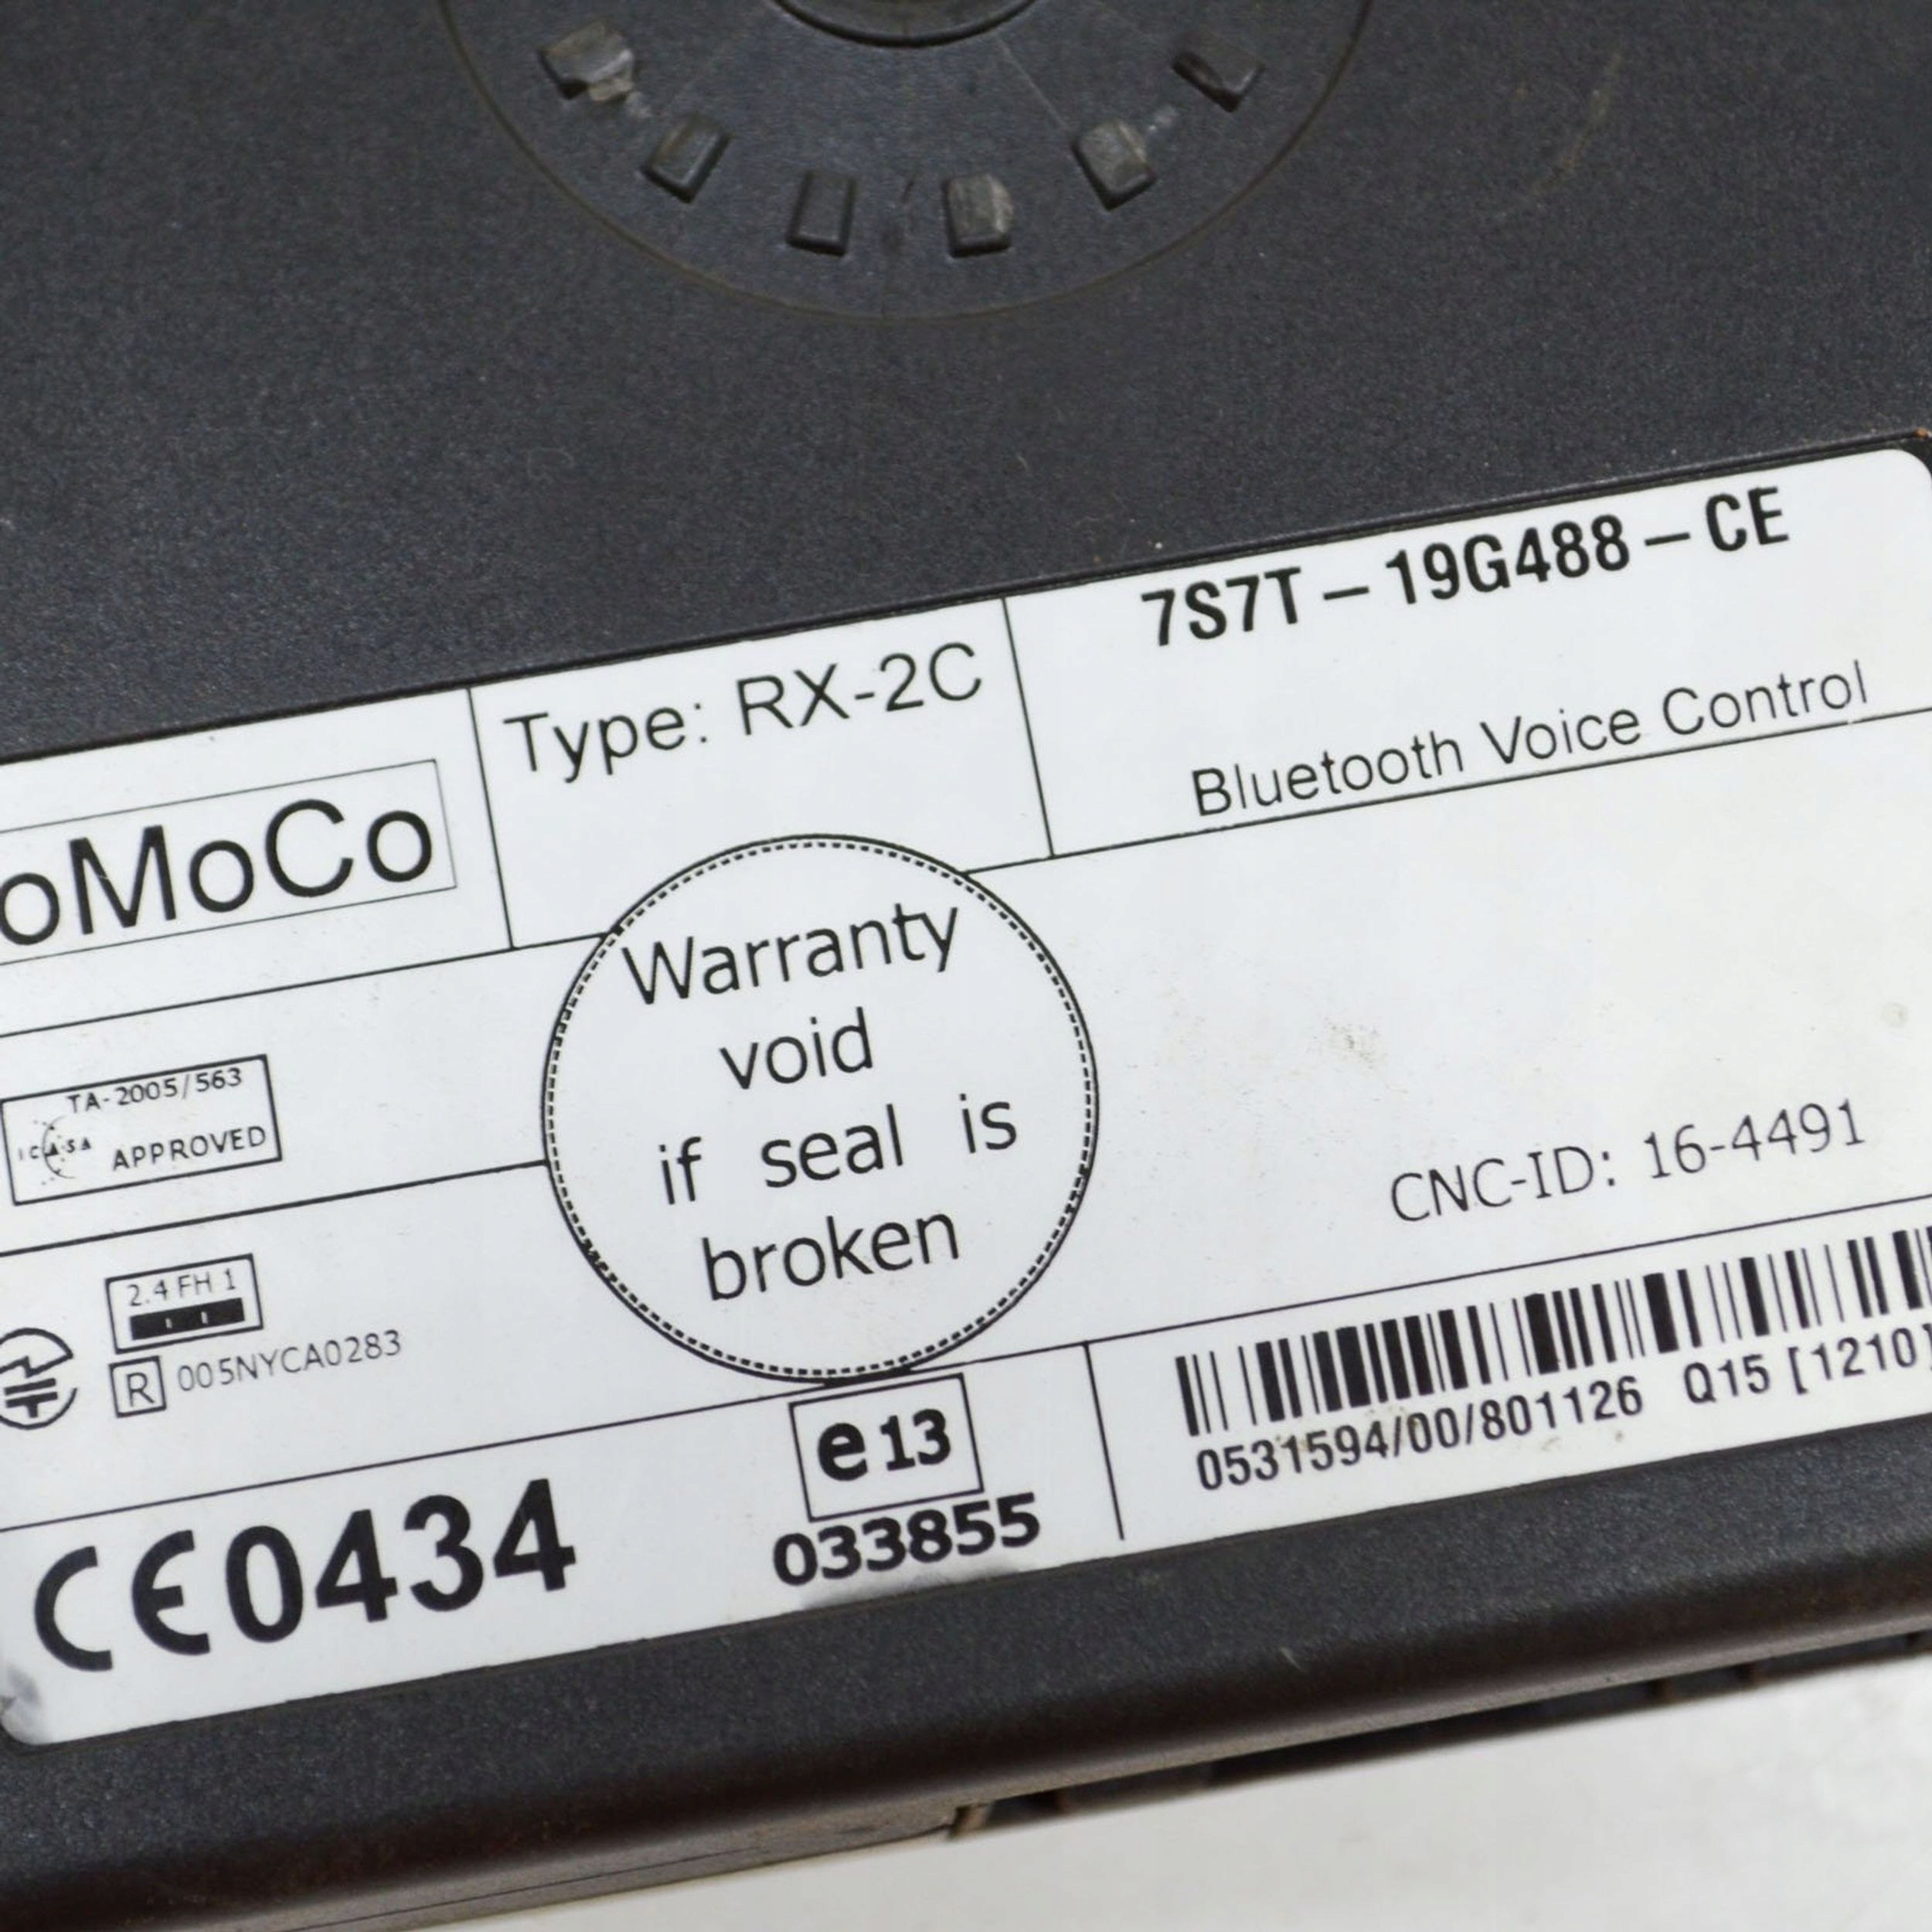 7S7T-19G488-CE
Type: RX-2C
Bluetooth Voice Control
oMoCo
Warranty
void
if seal is
broken
TA-2005/563
ICASA APPROVED
CNC-ID: 16-4491
2.4 FH 1
R 005NYCA0283
0531594/00/801126 Q15 [1210]
e13
033855
CE0434